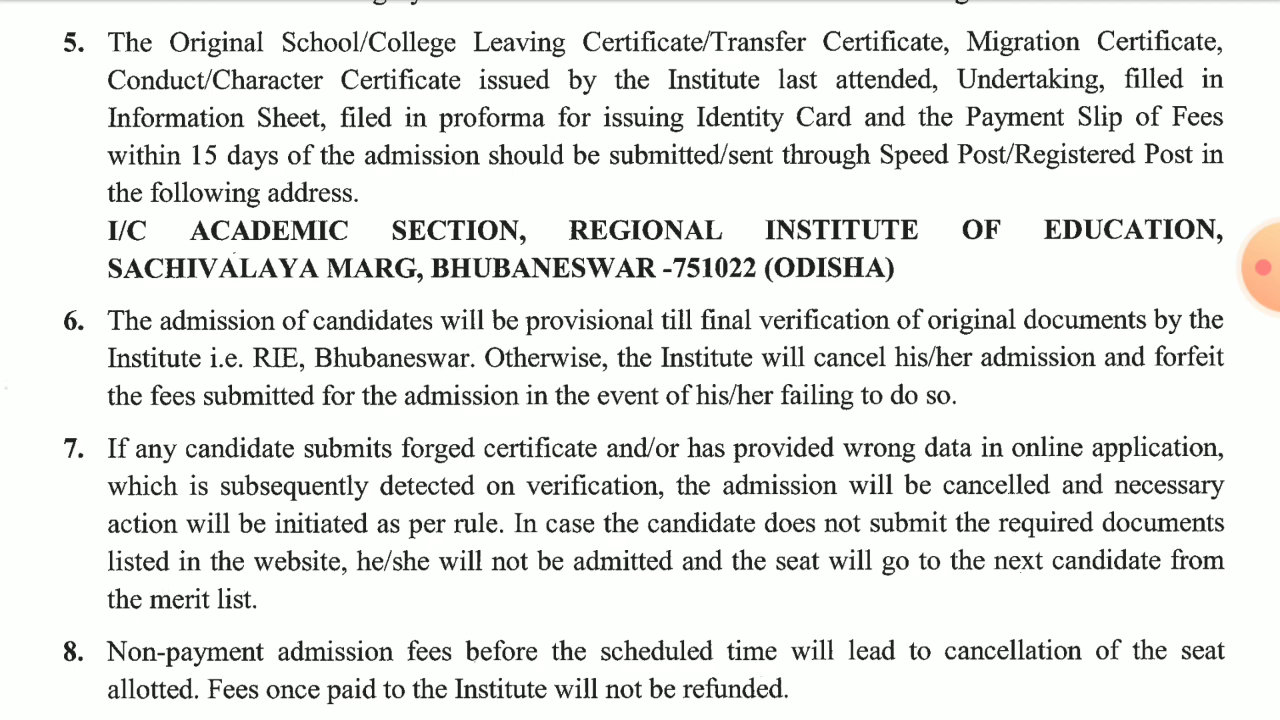 5. The Original School/College Leaving Certificate/Transfer Certificate, Migration Certificate,
Conduct/Character Certificate issued by the Institute last attended, Undertaking, filled in
Information Sheet, filed in proforma for issuing Identity Card and the Payment Slip of Fees
within 15 days of the admission should be submitted/sent through Speed Post/Registered Post in
the following address.
I/C ACADEMIC SECTION, REGIONAL INSTITUTE OF EDUCATION,
SACHIVALAYA MARG, BHUBANESWAR -751022 (ODISHA)
6. The admission of candidates will be provisional till final verification of original documents by the
Institute i.e. RIE, Bhubaneswar. Otherwise, the Institute will cancel his/her admission and forfeit
the fees submitted for the admission in the event of his/her failing to do so.
7. If any candidate submits forged certificate and/or has provided wrong data in online application,
which is subsequently detected on verification, the admission will be cancelled and necessary
action will be initiated as per rule. In case the candidate does not submit the required documents
listed in the website, he/she will not be admitted and the seat will go to the next candidate from
the merit list.
8. Non-payment admission fees before the scheduled time will lead to cancellation of the seat
allotted. Fees once paid to the Institute will not be refunded.